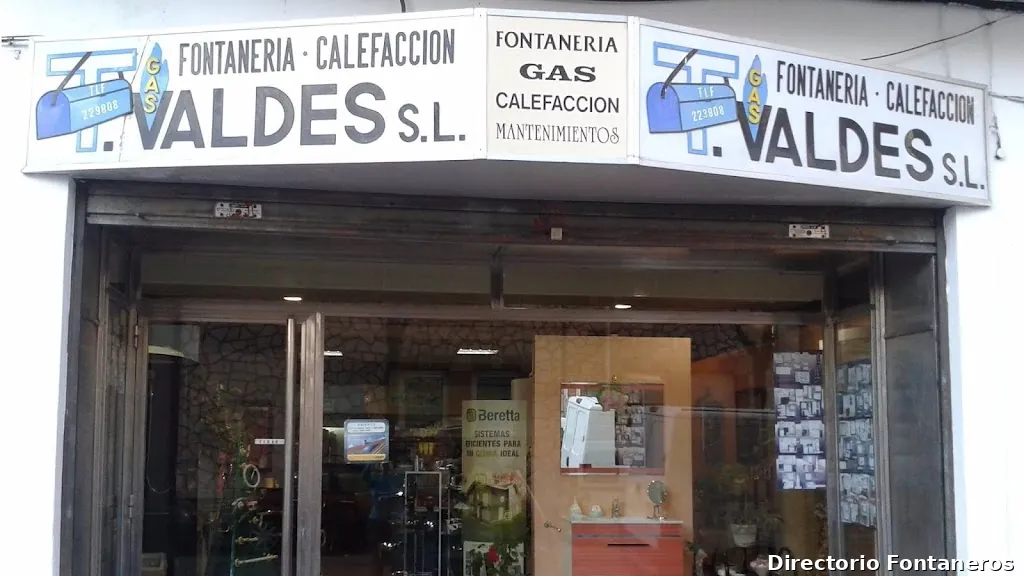 FONTANERIA · CALEFACCION
GAS
TLF
229808
T. VALDES S.L.
FONTANERIA
GAS
CALEFACCION
MANTENIMIENTOS
FONTANERIA · CALEFACCION
GAS
TLF
223808
T. VALDES S.L.
Beretta
SISTEMAS
EFICIENTES PARA
SU CLIMA IDEAL
Directorio Fontaneros